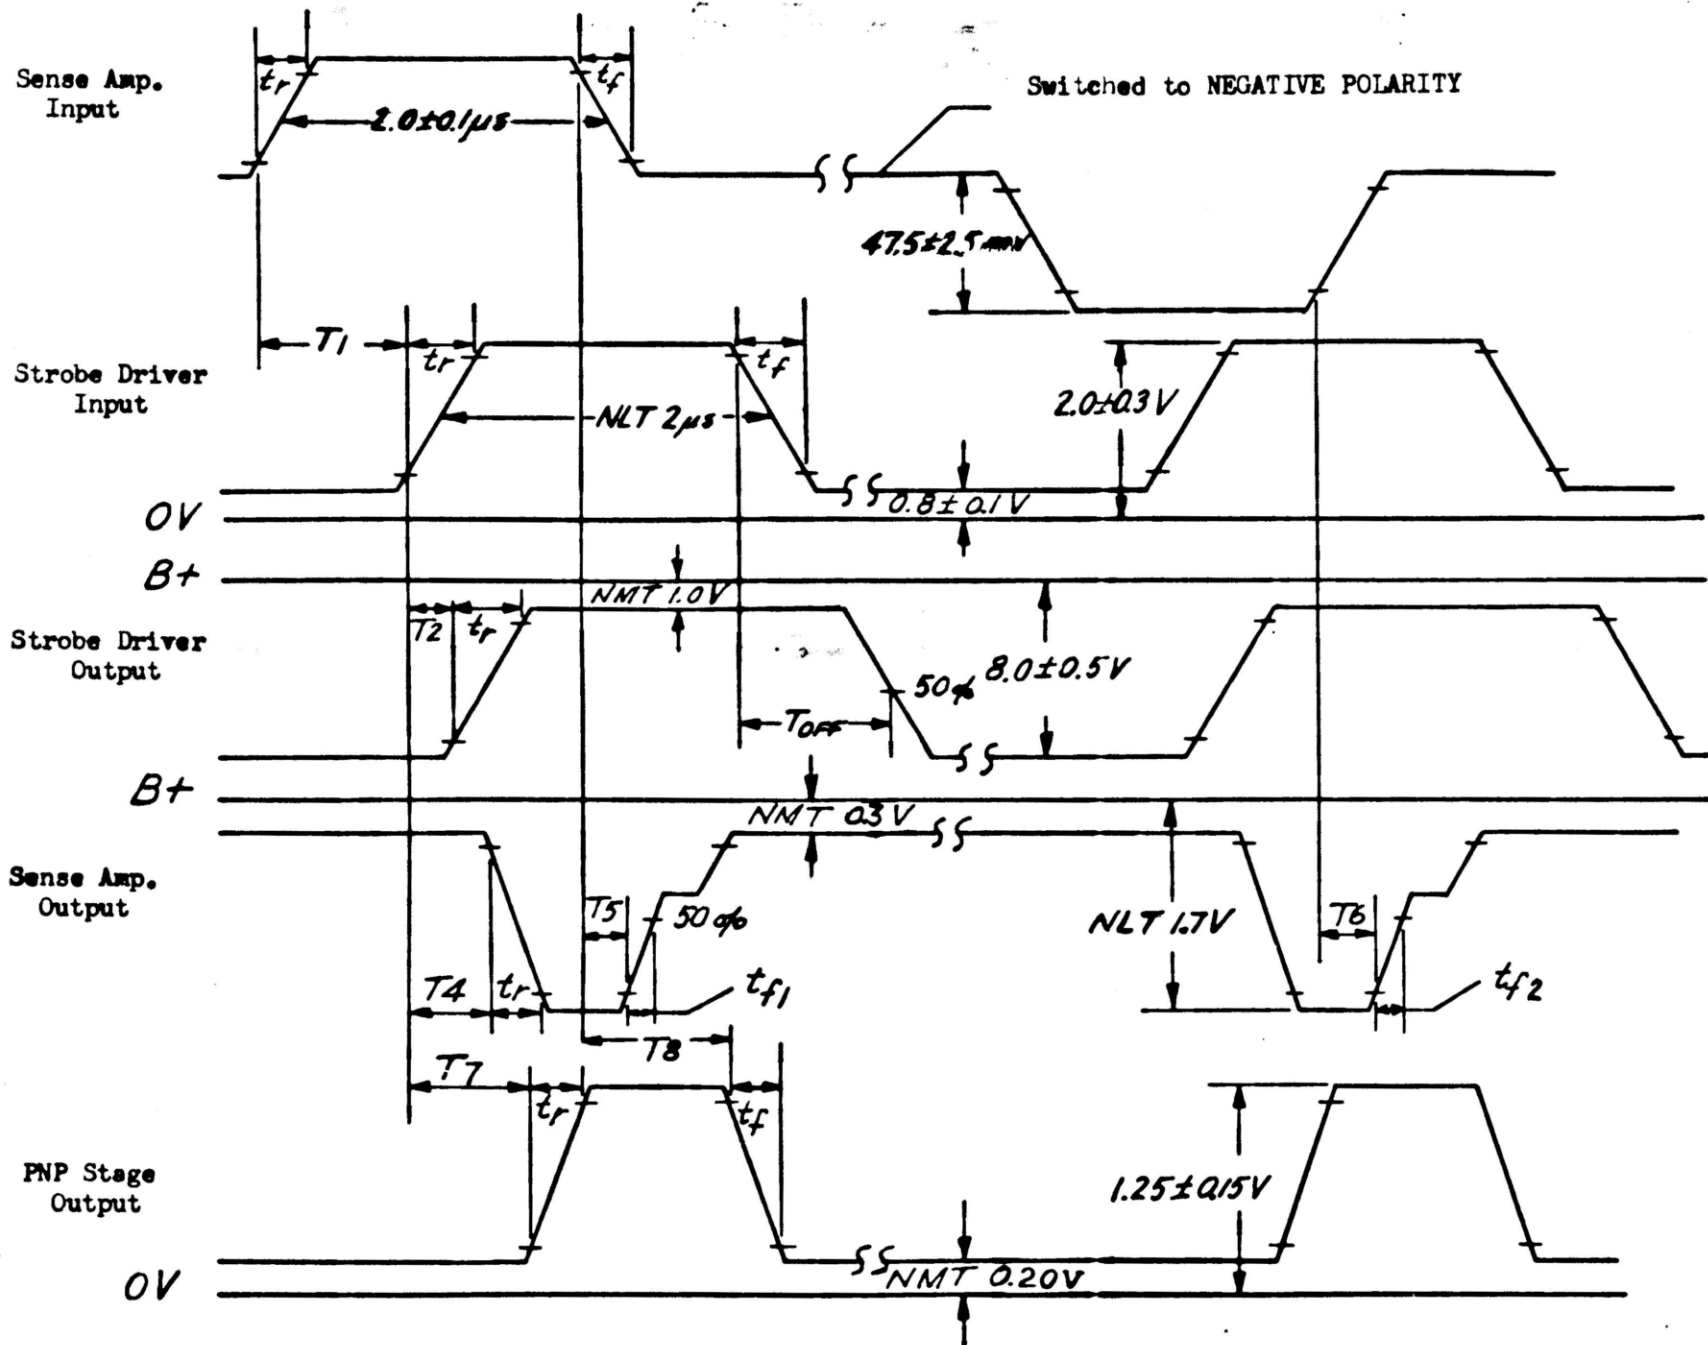 tr
tf
Sense Amp.
Input
Switched to NEGATIVE POLARITY
2.0±0.1μs
47.5±2.5
T1
tr
tf
Strobe Driver
Input
NLT 2μs
2.0±0.3V
0.8±0.1V
OV
B+
NMT 1.0V
T2
tr
Strobe Driver
Output
50%
8.0±0.5V
TOFF
B+
NMT 0.3V
Sense Amp.
Output
T5
50%
NLT 1.7V
T6
T4
tr
tf1
tf2
T8
T7
tr
tf
PNP Stage
Output
1.25±0.15V
OV
NMT 0.20V